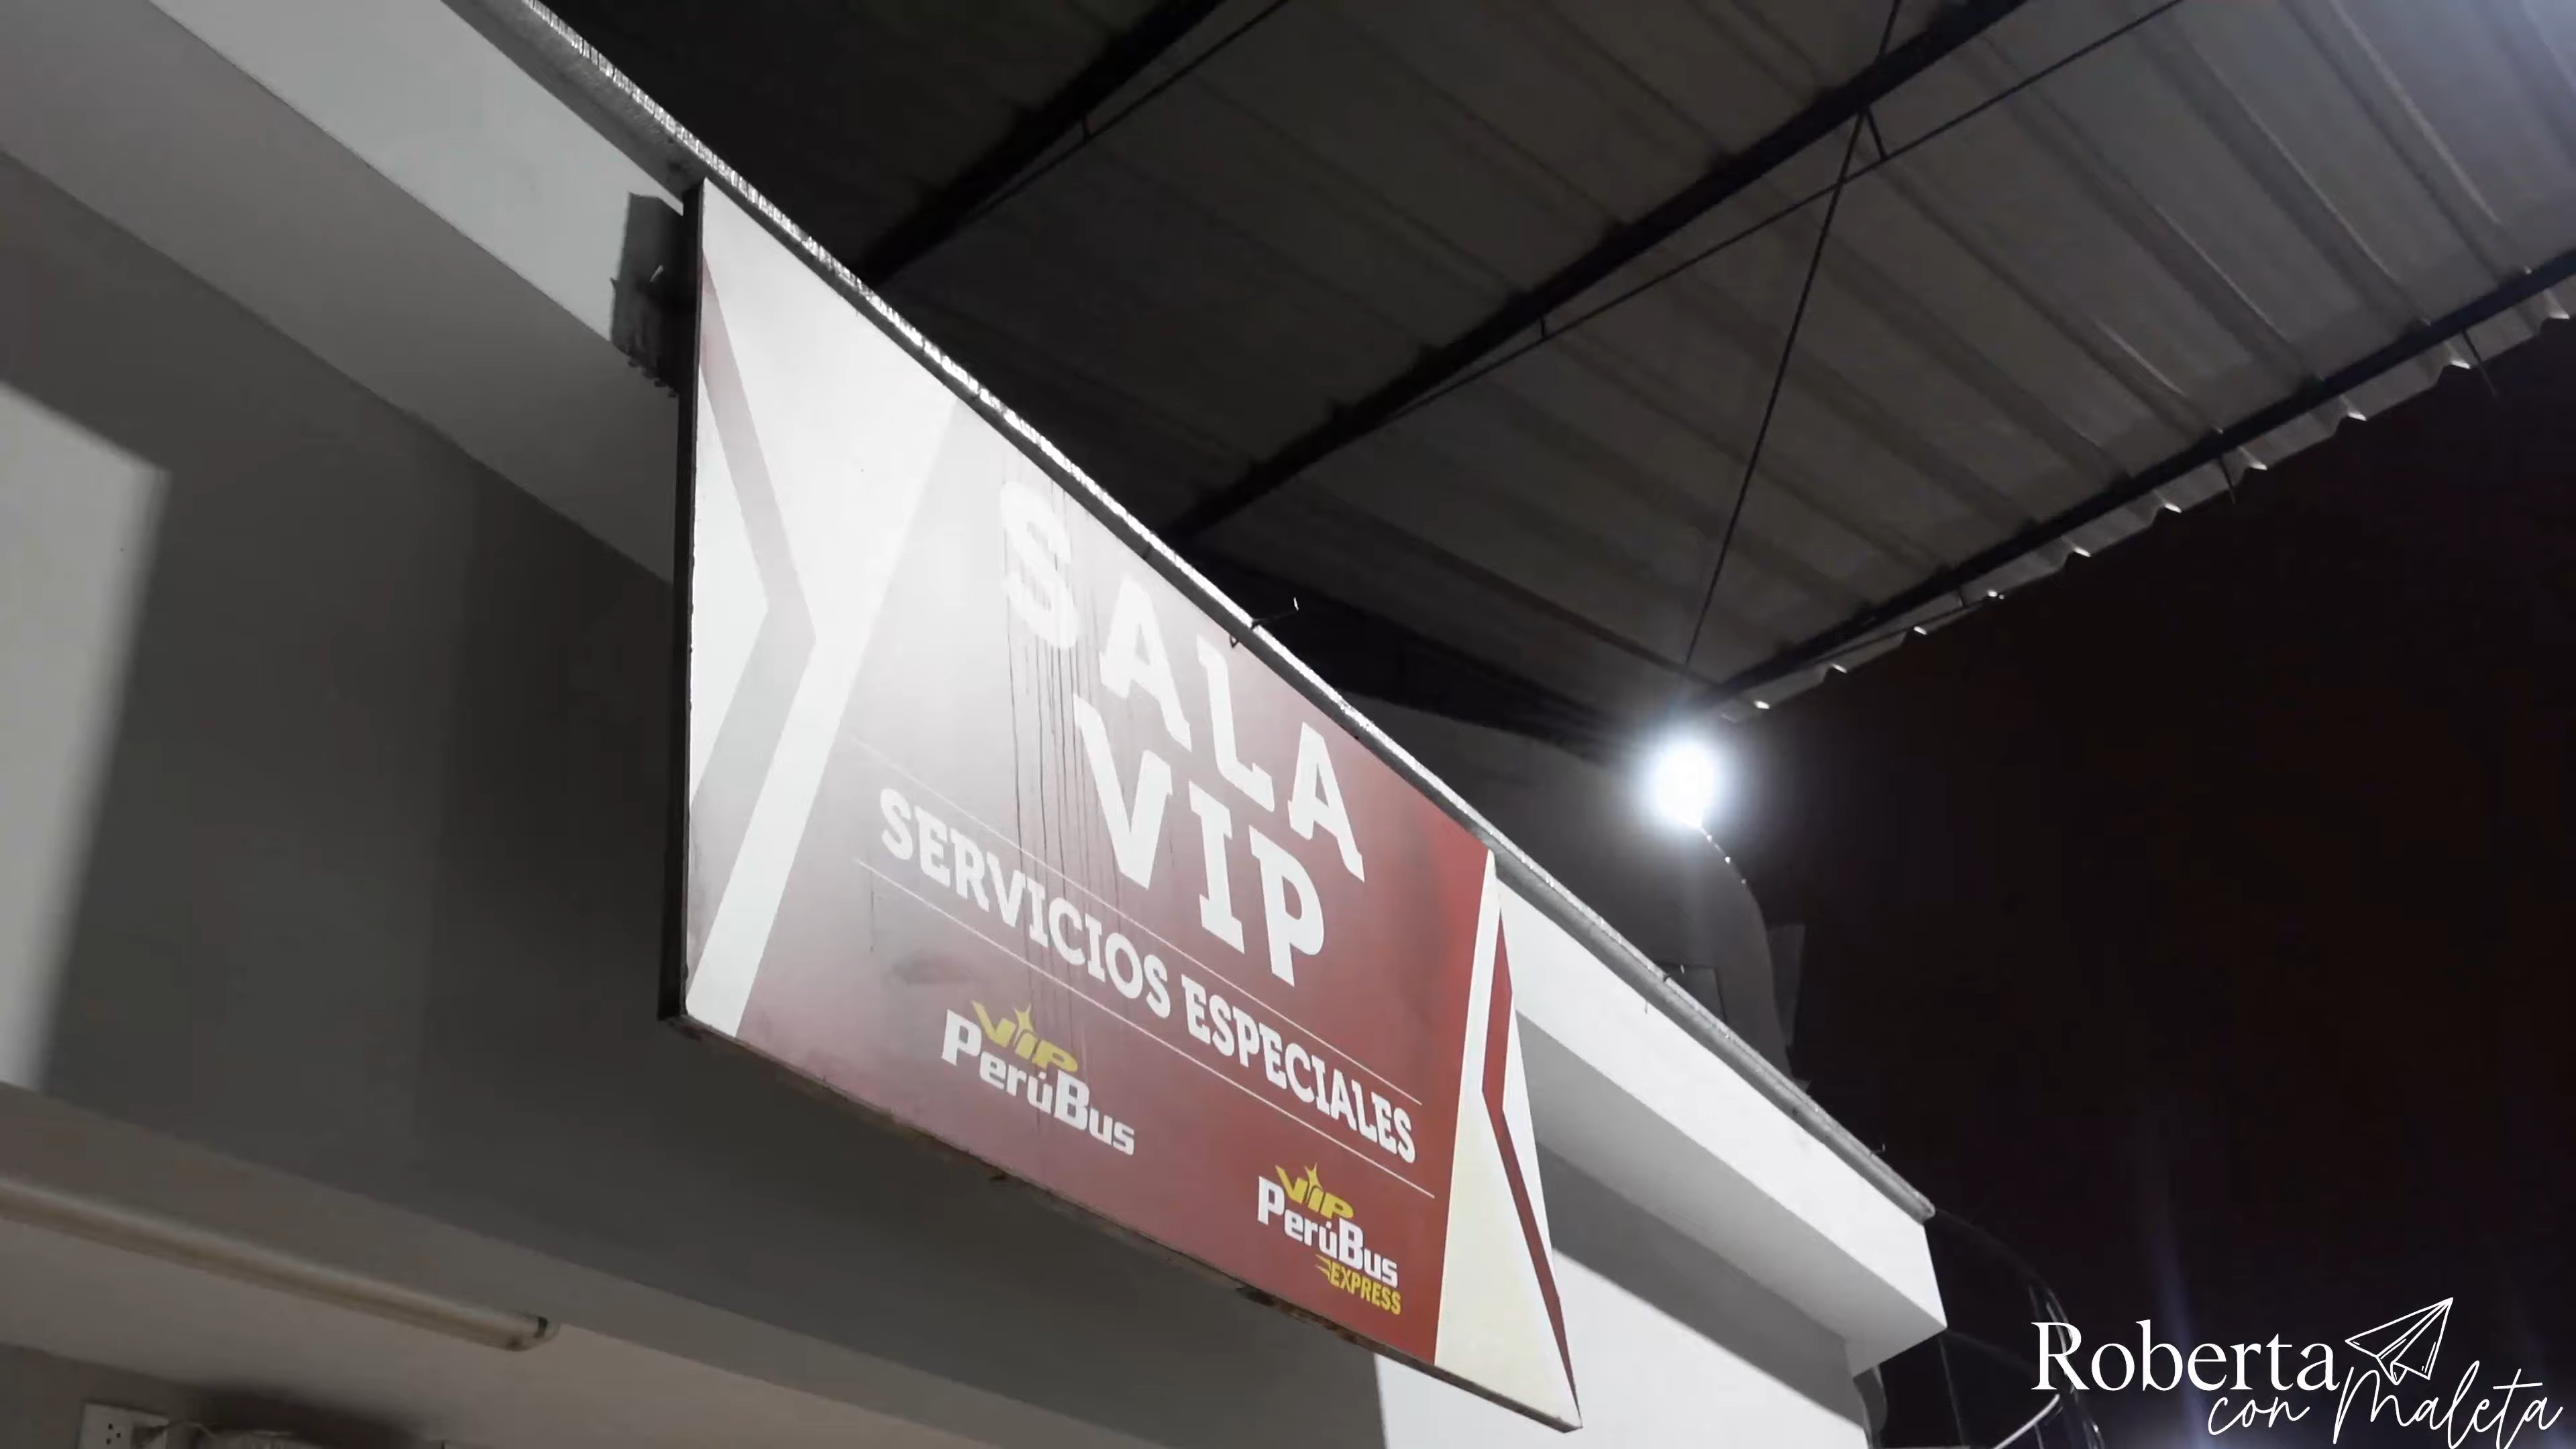 SALA
VIP
SERVICIOS ESPECIALES
VIP
PerúBus
VIP
PerúBus
EXPRESS
Roberta
con Maleta